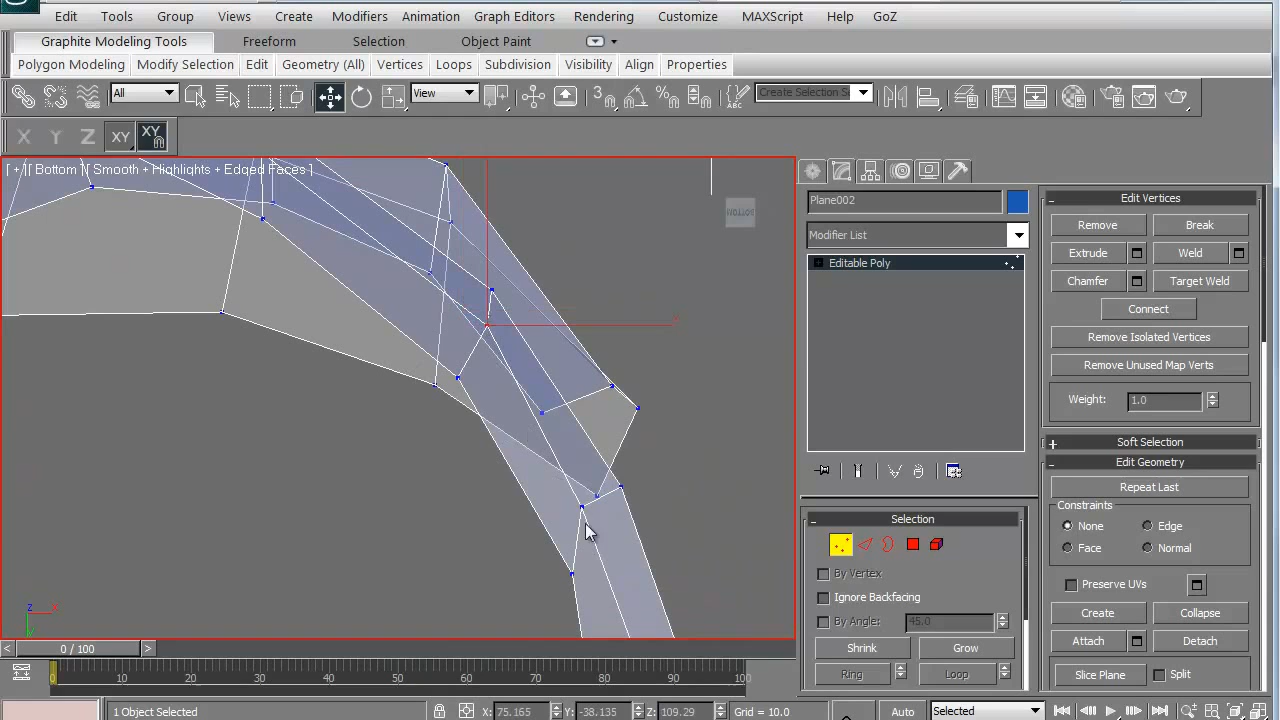 Edit Tools Group Views Create Modifiers Animation Graph Editors Rendering Customize MAXScript Help GoZ
Graphite Modeling Tools Freeform Selection Object Paint
Polygon Modeling Modify Selection Edit Geometry (All) Vertices Loops Subdivision Visibility Align Properties
All View 3 Create Selection Se
X Y Z XY XY
[ + ][ Bottom ][ Smooth + Highlights + Edged Faces ]
BOTTOM
Plane002
Modifier List
Editable Poly
Selection
By Vertex
Ignore Backfacing
By Angle: 45.0
Shrink Grow
Ring Loop
Edit Vertices
Remove Break
Extrude Weld
Chamfer Target Weld
Connect
Remove Isolated Vertices
Remove Unused Map Verts
Weight: 1.0
Soft Selection
Edit Geometry
Repeat Last
Constraints
None Edge
Face Normal
Preserve UVs
Create Collapse
Attach Detach
Slice Plane Split
z x
y
< 0 / 100 >
0 10 20 30 40 50 60 70 80 90 100
1 Object Selected X: 75.165 Y: -38.135 Z: 109.29 Grid = 10.0 Auto Selected